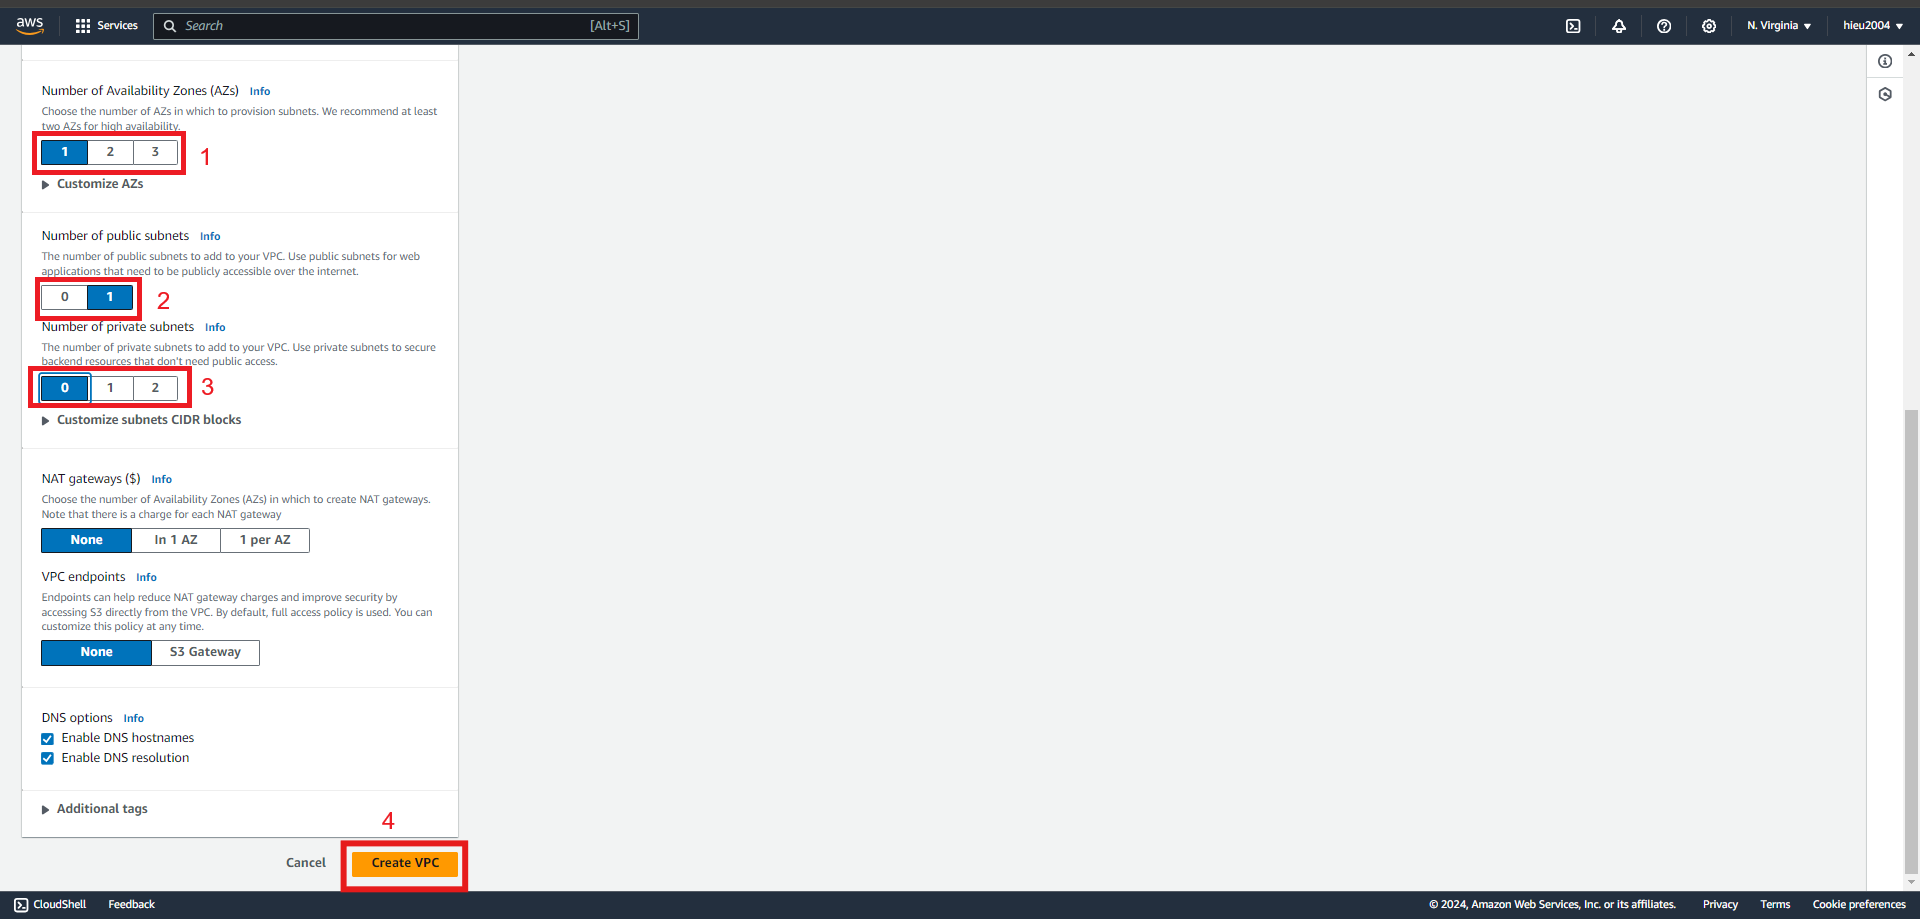 aws
Services
Search
[Alt+S]
N. Virginia
hieu2004
Number of Availability Zones (AZs) Info
Choose the number of AZs in which to provision subnets. We recommend at least
two AZs for high availability.
1 2 3
1
Customize AZs
Number of public subnets Info
The number of public subnets to add to your VPC. Use public subnets for web
applications that need to be publicly accessible over the internet.
0 1
2
Number of private subnets Info
The number of private subnets to add to your VPC. Use private subnets to secure
backend resources that don't need public access.
0 1 2
3
Customize subnets CIDR blocks
NAT gateways ($) Info
Choose the number of Availability Zones (AZs) in which to create NAT gateways.
Note that there is a charge for each NAT gateway
None In 1 AZ 1 per AZ
VPC endpoints Info
Endpoints can help reduce NAT gateway charges and improve security by
accessing S3 directly from the VPC. By default, full access policy is used. You can
customize this policy at any time.
None S3 Gateway
DNS options Info
Enable DNS hostnames
Enable DNS resolution
Additional tags
4
Cancel Create VPC
CloudShell Feedback
© 2024, Amazon Web Services, Inc. or its affiliates. Privacy Terms Cookie preferences